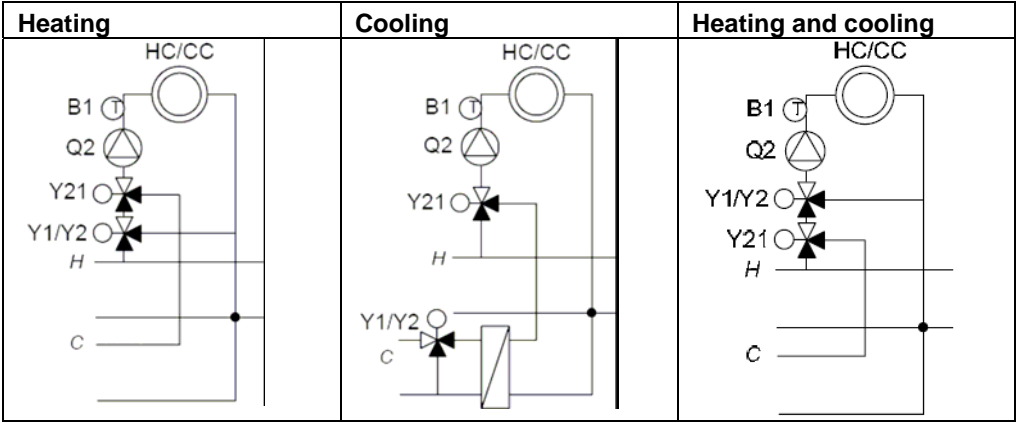 Heating
HC/CC
B1 T
Q2
Y21
Y1/Y2
H
C
Cooling
HC/CC
B1 T
Q2
Y21
H
Y1/Y2
C
Heating and cooling
HC/CC
B1 T
Q2
Y1/Y2
Y21
H
C